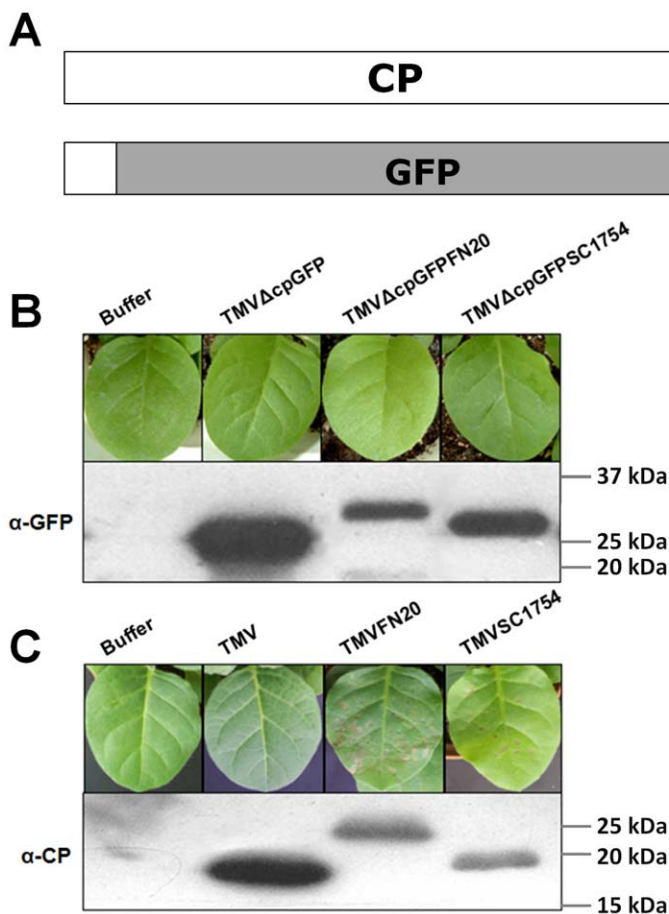 A
CP
GFP
B
Buffer
TMVΔcpGFP
TMVΔcpGFPFN20
TMVΔcpGFPSC1754
37 kDa
α-GFP
25 kDa
20 kDa
C
Buffer
TMV
TMVFN20
TMVSC1754
25 kDa
α-CP
20 kDa
15 kDa